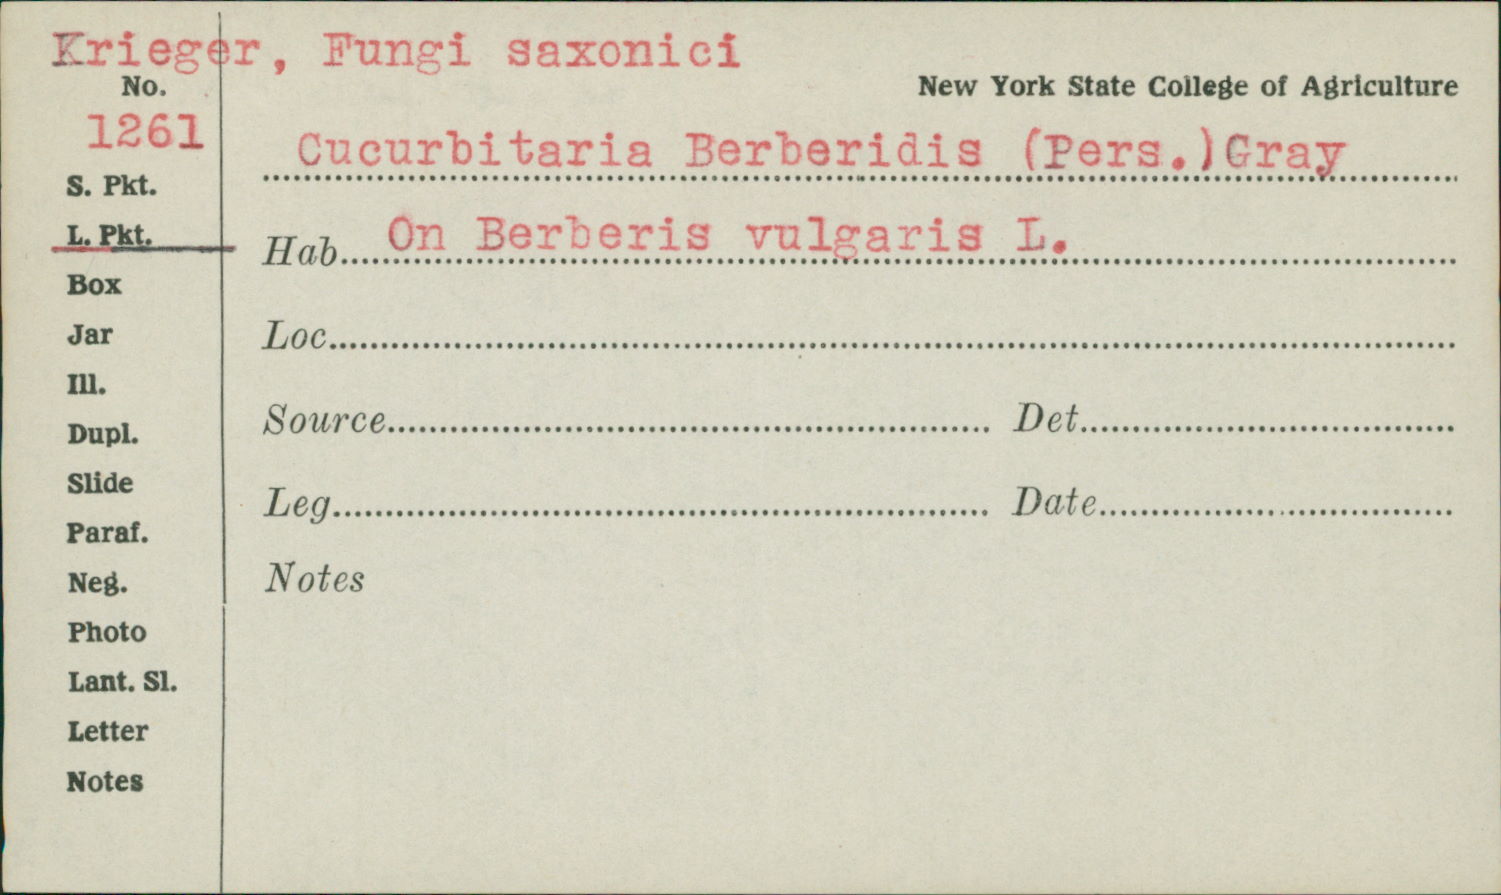 Krieger, Fungi saxonici
No.
New York State College of Agriculture
1261
Cucurbitaria Berberidis (Pers.)Gray
S. Pkt.
L. Pkt.
Hab. On Berberis vulgaris L.
Box
Jar
Loc.
Ill.
Dupl.
Source Det.
Slide
Leg. Date
Paraf.
Neg.
Notes
Photo
Lant. Sl.
Letter
Notes